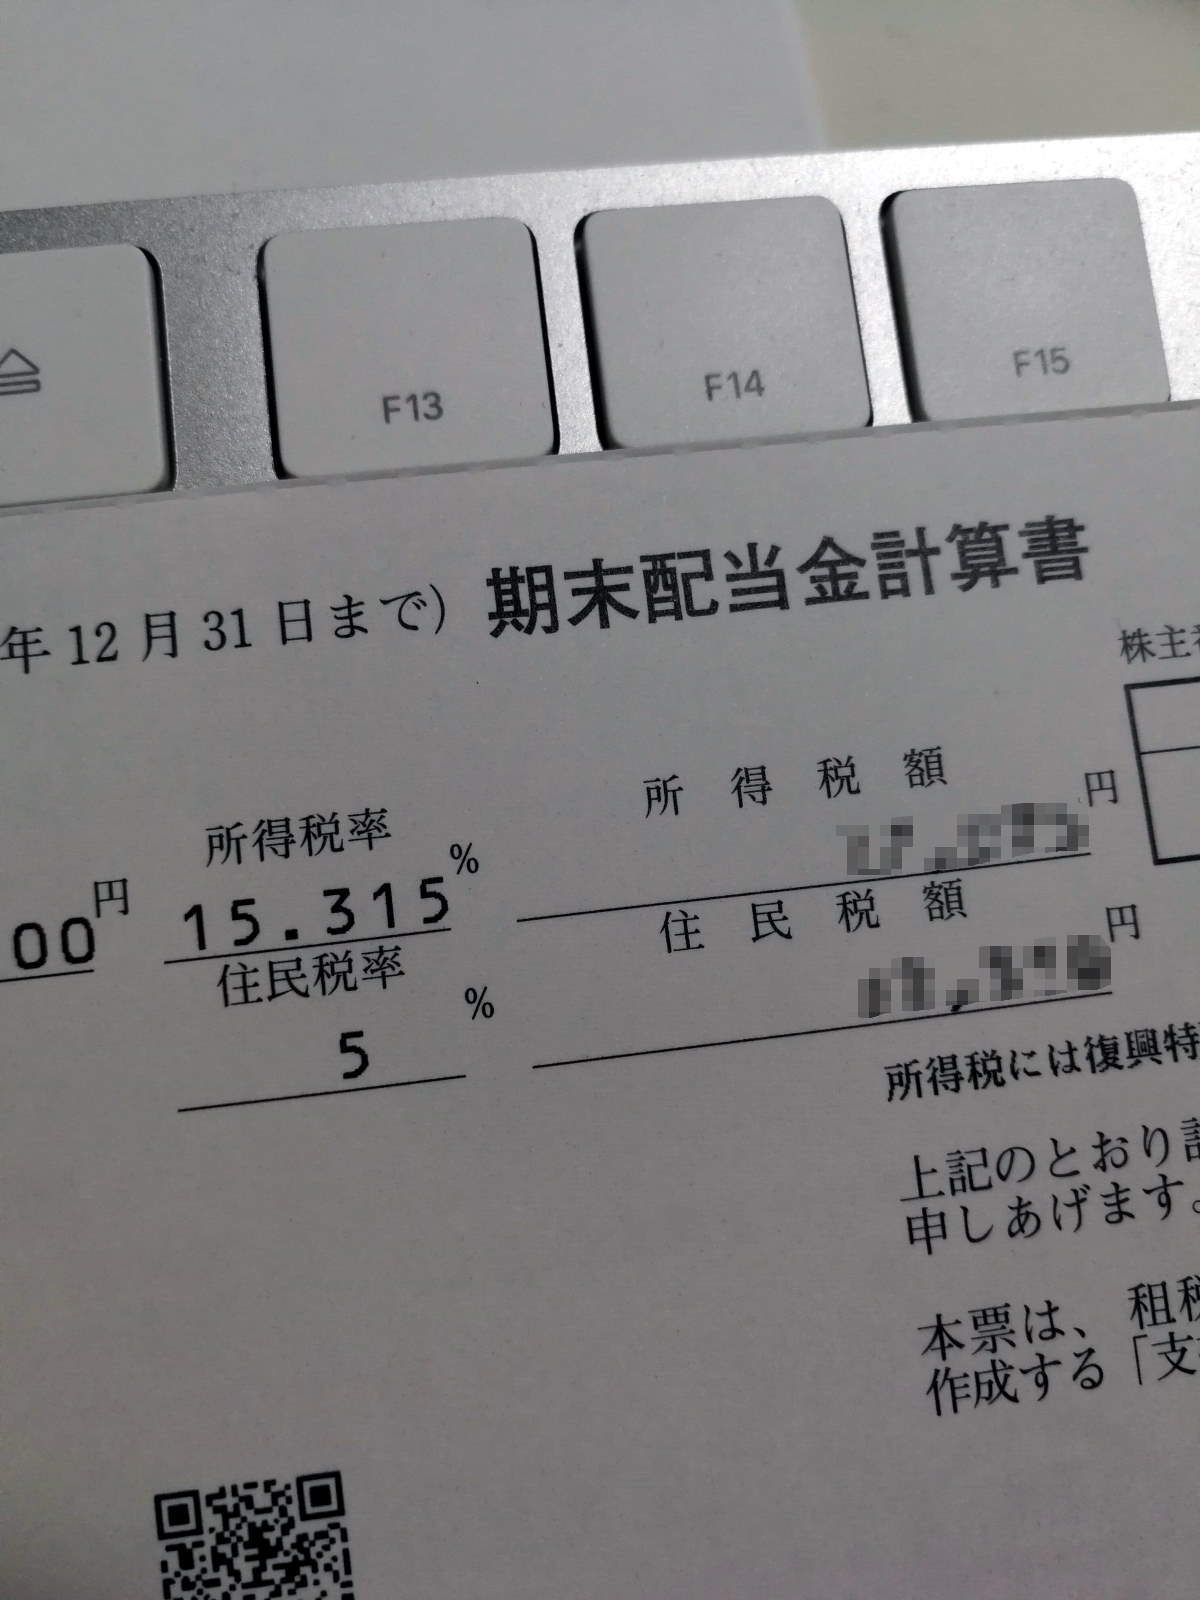 F13
F14
F15
年 12 月 31 日まで) 期末配当金計算書
株主
所得税率
所得税額
円
円
00
15.315
%
住民税率
住民税額
円
5
%
所得税には復興特
上記のとおり
申しあげます。
本票は、租税
作成する「支